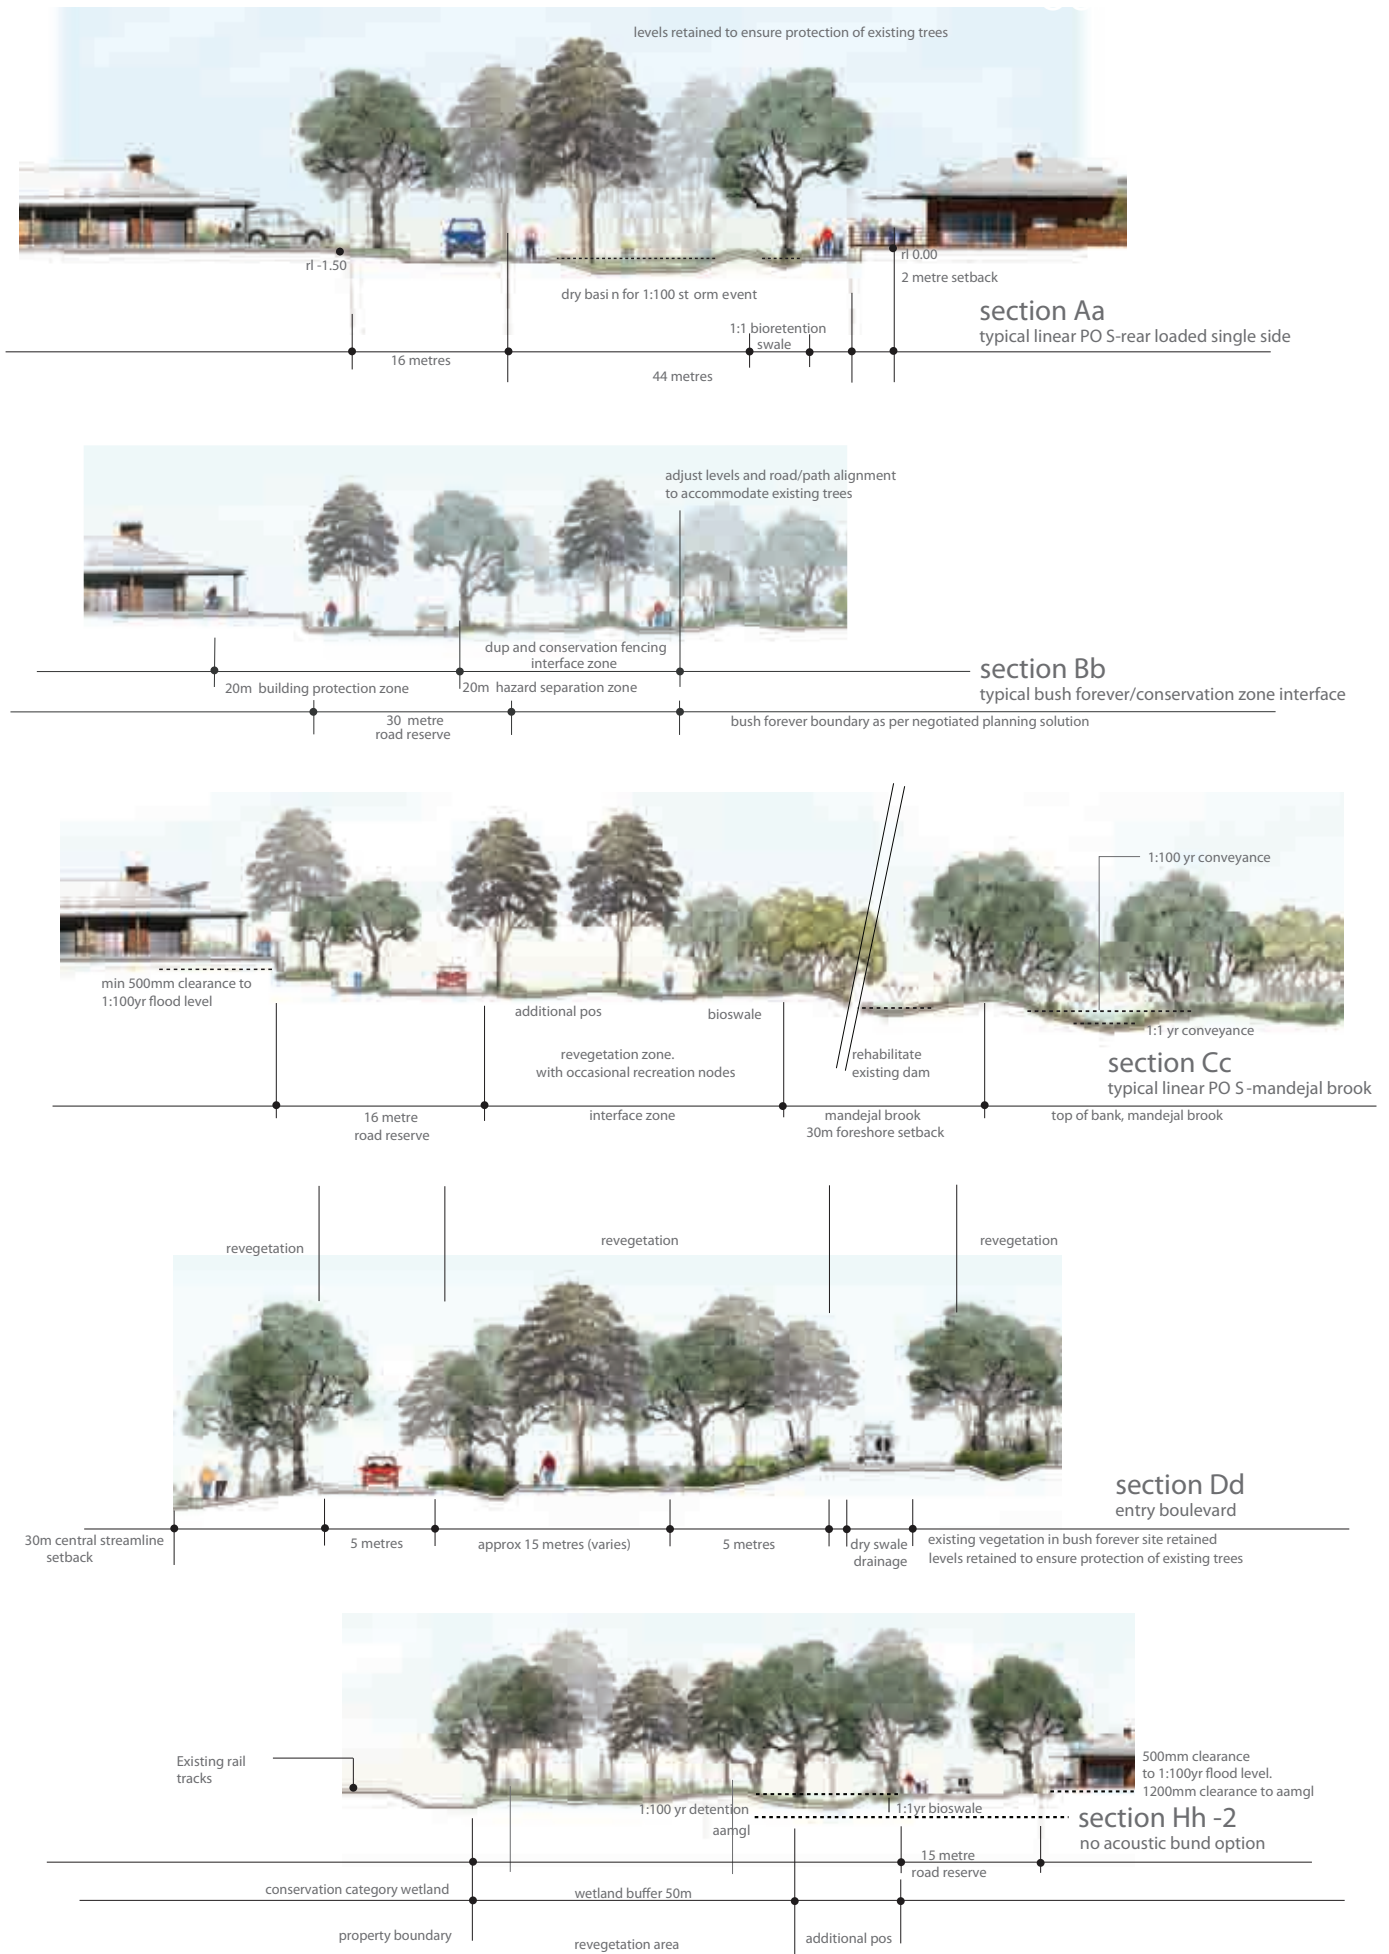 levels retained to ensure protection of existing trees
rl -1.50
rl 0.00
2 metre setback
dry basi n for 1:100 st orm event
section Aa
typical linear PO S-rear loaded single side
1:1 bioretention
swale
16 metres
44 metres
adjust levels and road/path alignment
to accommodate existing trees
dup and conservation fencing
interface zone
section Bb
typical bush forever/conservation zone interface
20m building protection zone
20m hazard separation zone
30 metre
road reserve
bush forever boundary as per negotiated planning solution
1:100 yr conveyance
min 500mm clearance to
1:100yr flood level
additional pos
bioswale
1:1 yr conveyance
revegetation zone.
with occasional recreation nodes
rehabilitate
existing dam
section Cc
typical linear PO S -mandejal brook
16 metre
road reserve
interface zone
mandejal brook
30m foreshore setback
top of bank, mandejal brook
revegetation
revegetation
revegetation
section Dd
entry boulevard
30m central streamline
setback
5 metres
approx 15 metres (varies)
5 metres
dry swale
drainage
existing vegetation in bush forever site retained
levels retained to ensure protection of existing trees
Existing rail
tracks
500mm clearance
to 1:100yr flood level.
1200mm clearance to aamgl
1:100 yr detention
1:1yr bioswale
aamgl
section Hh -2
no acoustic bund option
15 metre
road reserve
conservation category wetland
wetland buffer 50m
property boundary
revegetation area
additional pos